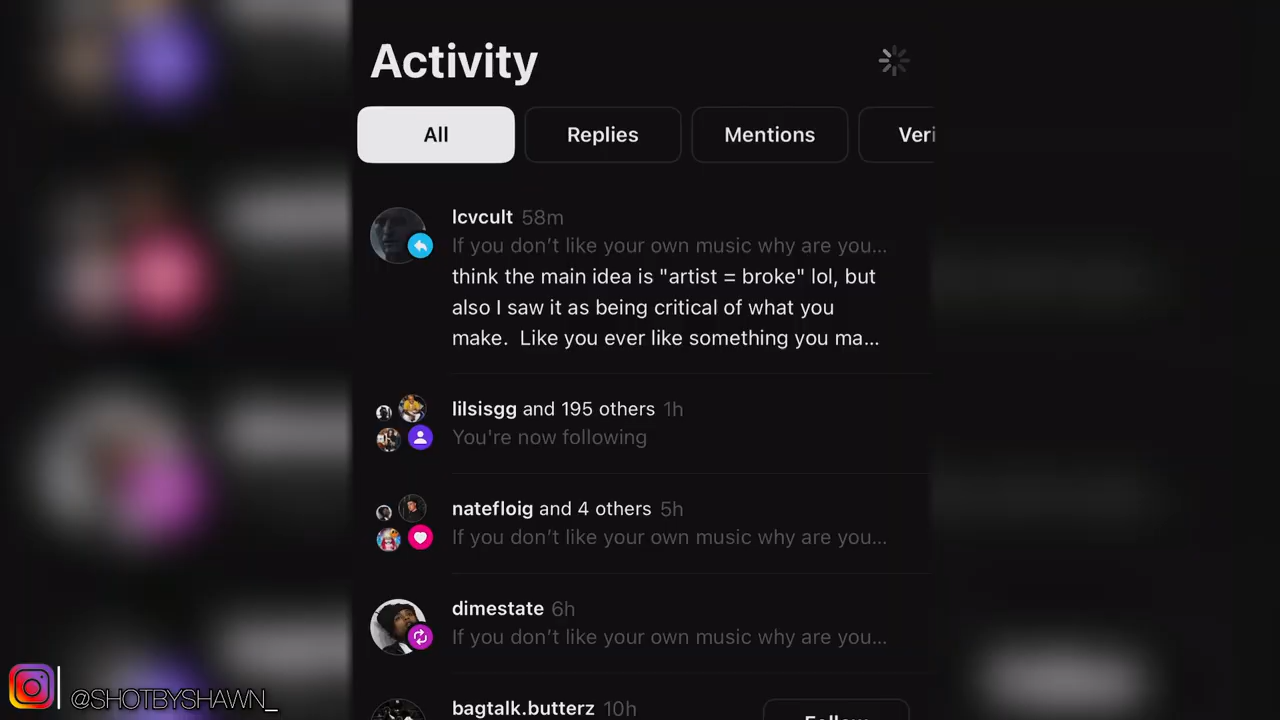 Activity
All
Replies
Mentions
Veri
lcvcult 58m
If you don’t like your own music why are you...
think the main idea is "artist = broke" lol, but
also I saw it as being critical of what you
make.  Like you ever like something you ma...
lilsisgg and 195 others 1h
You're now following
natefloig and 4 others 5h
If you don’t like your own music why are you...
dimestate 6h
If you don’t like your own music why are you...
bagtalk.butterz 10h
Follow
@SHOTBYSHAWN_